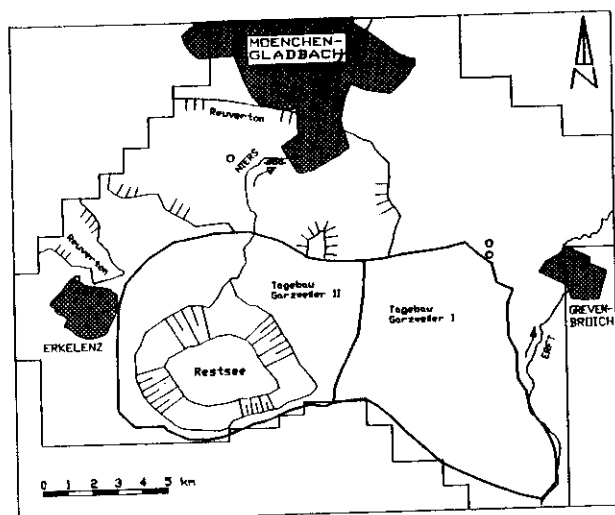 MOENCHEN-
GLADBACH
Reuverton
NIERS
Reuverton
Tagebau
Garzweiler II
Tagebau
Garzweiler I
GREVEN-
BROICH
ERKELENZ
Restsee
ERFT
0 1 2 3 4 5 km